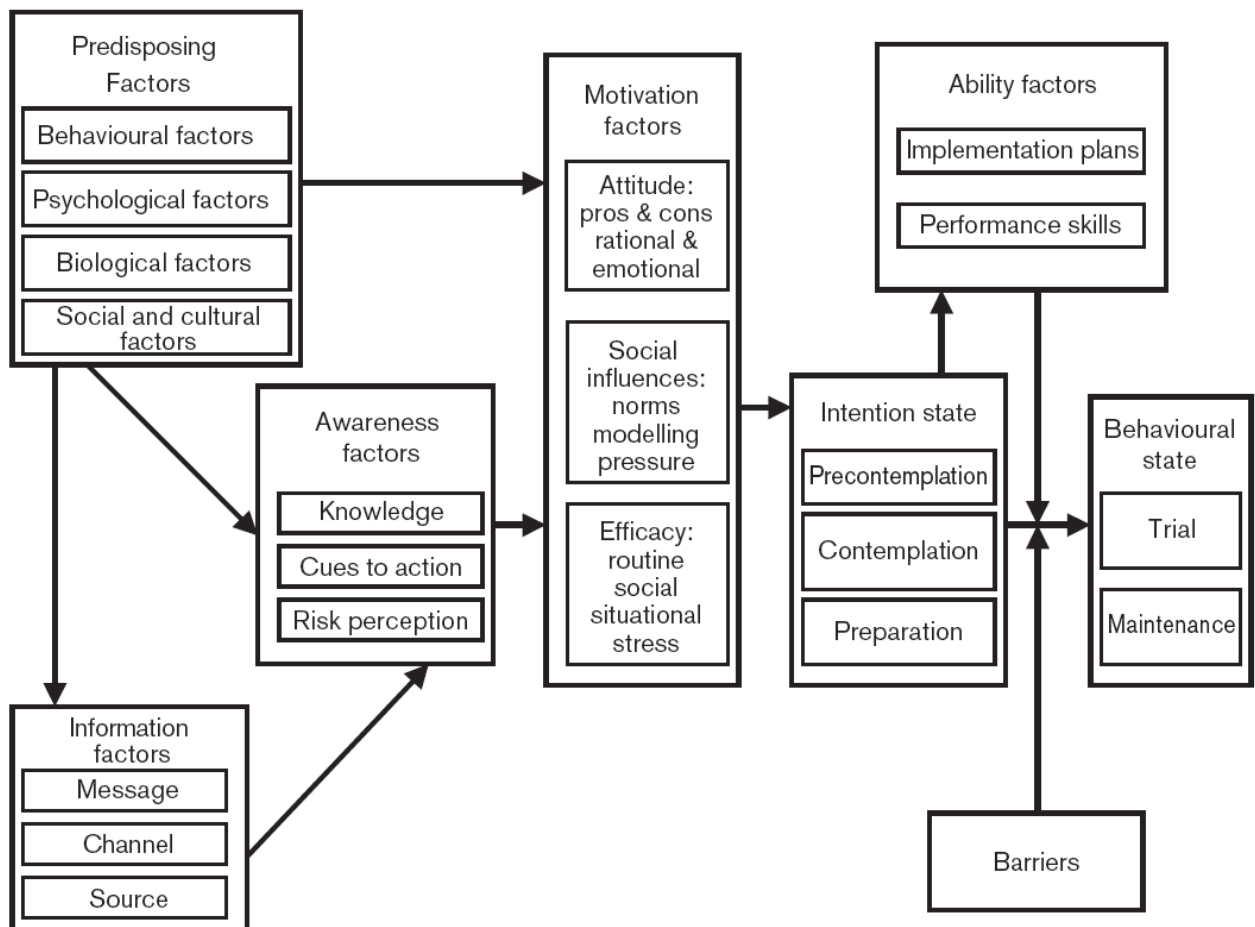 Predisposing
Factors
Behavioural factors
Psychological factors
Biological factors
Social and cultural
factors
Information
factors
Message
Channel
Source
Awareness
factors
Knowledge
Cues to action
Risk perception
Motivation
factors
Attitude:
pros & cons
rational &
emotional
Social
influences:
norms
modelling
pressure
Efficacy:
routine
social
situational
stress
Intention state
Precontemplation
Contemplation
Preparation
Ability factors
Implementation plans
Performance skills
Barriers
Behavioural
state
Trial
Maintenance